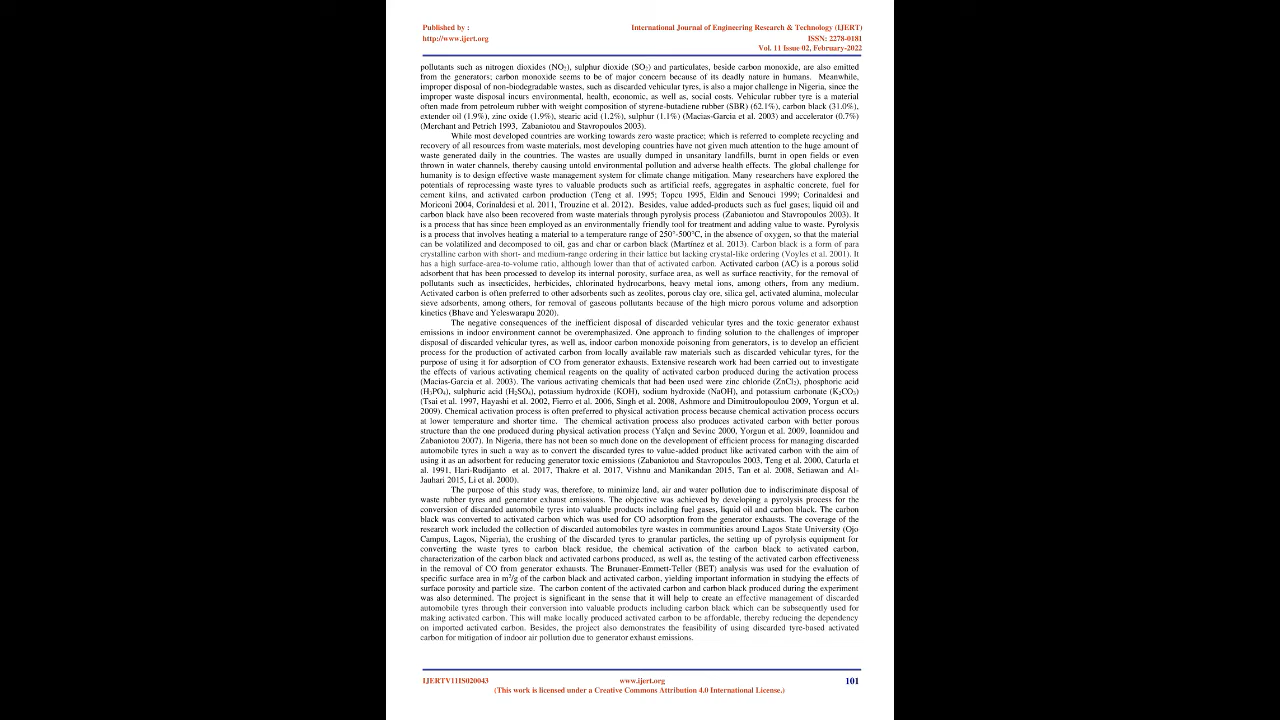 Published by :
International Journal of Engineering Research & Technology (IJERT)
http://www.ijert.org
ISSN: 2278-0181
Vol. 11 Issue 02, February-2022
pollutants such as nitrogen dioxides (NO2), sulphur dioxide (SO2) and particulates, beside carbon monoxide, are also emitted
from the generators; carbon monoxide seems to be of major concern because of its deadly nature in humans. Meanwhile,
improper disposal of non-biodegradable wastes, such as discarded vehicular tyres, is also a major challenge in Nigeria, since the
improper waste disposal incurs environmental, health, economic, as well as, social costs. Vehicular rubber tyre is a material
often made from petroleum rubber with weight composition of styrene-butadiene rubber (SBR) (62.1%), carbon black (31.0%),
extender oil (1.9%), zinc oxide (1.9%), stearic acid (1.2%), sulphur (1.1%) (Macias-Garcia et al. 2003) and accelerator (0.7%)
(Merchant and Petrich 1993, Zabaniotou and Stavropoulos 2003).
While most developed countries are working towards zero waste practice; which is referred to complete recycling and
recovery of all resources from waste materials, most developing countries have not given much attention to the huge amount of
waste generated daily in the countries. The wastes are usually dumped in unsanitary landfills, burnt in open fields or even
thrown in water channels, thereby causing untold environmental pollution and adverse health effects. The global challenge for
humanity is to design effective waste management system for climate change mitigation. Many researchers have explored the
potentials of reprocessing waste tyres to valuable products such as artificial reefs, aggregates in asphaltic concrete, fuel for
cement kilns, and activated carbon production (Teng et al. 1995; Topcu 1995, Eldin and Senouci 1999; Corinaldesi and
Moriconi 2004, Corinaldesi et al. 2011, Trouzine et al. 2012). Besides, value added-products such as fuel gases; liquid oil and
carbon black have also been recovered from waste materials through pyrolysis process (Zabaniotou and Stavropoulos 2003). It
is a process that has since been employed as an environmentally friendly tool for treatment and adding value to waste. Pyrolysis
is a process that involves heating a material to a temperature range of 250°-500°C, in the absence of oxygen, so that the material
can be volatilized and decomposed to oil, gas and char or carbon black (Martínez et al. 2013). Carbon black is a form of para
crystalline carbon with short- and medium-range ordering in their lattice but lacking crystal-like ordering (Voyles et al. 2001). It
has a high surface-area-to-volume ratio, although lower than that of activated carbon. Activated carbon (AC) is a porous solid
adsorbent that has been processed to develop its internal porosity, surface area, as well as surface reactivity, for the removal of
pollutants such as insecticides, herbicides, chlorinated hydrocarbons, heavy metal ions, among others, from any medium.
Activated carbon is often preferred to other adsorbents such as zeolites, porous clay ore, silica gel, activated alumina, molecular
sieve adsorbents, among others, for removal of gaseous pollutants because of the high micro porous volume and adsorption
kinetics (Bhave and Yeleswarapu 2020).
The negative consequences of the inefficient disposal of discarded vehicular tyres and the toxic generator exhaust
emissions in indoor environment cannot be overemphasized. One approach to finding solution to the challenges of improper
disposal of discarded vehicular tyres, as well as, indoor carbon monoxide poisoning from generators, is to develop an efficient
process for the production of activated carbon from locally available raw materials such as discarded vehicular tyres, for the
purpose of using it for adsorption of CO from generator exhausts. Extensive research work had been carried out to investigate
the effects of various activating chemical reagents on the quality of activated carbon produced during the activation process
(Macias-Garcia et al. 2003). The various activating chemicals that had been used were zinc chloride (ZnCl2), phosphoric acid
(H3PO4), sulphuric acid (H2SO4), potassium hydroxide (KOH), sodium hydroxide (NaOH), and potassium carbonate (K2CO3)
(Tsai et al. 1997, Hayashi et al. 2002, Fierro et al. 2006, Singh et al. 2008, Ashmore and Dimitroulopoulou 2009, Yorgun et al.
2009). Chemical activation process is often preferred to physical activation process because chemical activation process occurs
at lower temperature and shorter time. The chemical activation process also produces activated carbon with better porous
structure than the one produced during physical activation process (Yalçn and Sevinc 2000, Yorgun et al. 2009, Ioannidou and
Zabaniotou 2007). In Nigeria, there has not been so much done on the development of efficient process for managing discarded
automobile tyres in such a way as to convert the discarded tyres to value-added product like activated carbon with the aim of
using it as an adsorbent for reducing generator toxic emissions (Zabaniotou and Stavropoulos 2003, Teng et al. 2000, Caturla et
al. 1991, Hari-Rudijanto et al. 2017, Thakre et al. 2017, Vishnu and Manikandan 2015, Tan et al. 2008, Setiawan and Al-
Jauhari 2015, Li et al. 2000).
The purpose of this study was, therefore, to minimize land, air and water pollution due to indiscriminate disposal of
waste rubber tyres and generator exhaust emissions. The objective was achieved by developing a pyrolysis process for the
conversion of discarded automobile tyres into valuable products including fuel gases, liquid oil and carbon black. The carbon
black was converted to activated carbon which was used for CO adsorption from the generator exhausts. The coverage of the
research work included the collection of discarded automobiles tyre wastes in communities around Lagos State University (Ojo
Campus, Lagos, Nigeria), the crushing of the discarded tyres to granular particles, the setting up of pyrolysis equipment for
converting the waste tyres to carbon black residue, the chemical activation of the carbon black to activated carbon,
characterization of the carbon black and activated carbons produced, as well as, the testing of the activated carbon effectiveness
in the removal of CO from generator exhausts. The Brunauer-Emmett-Teller (BET) analysis was used for the evaluation of
specific surface area in m²/g of the carbon black and activated carbon, yielding important information in studying the effects of
surface porosity and particle size. The carbon content of the activated carbon and carbon black produced during the experiment
was also determined. The project is significant in the sense that it will help to create an effective management of discarded
automobile tyres through their conversion into valuable products including carbon black which can be subsequently used for
making activated carbon. This will make locally produced activated carbon to be affordable, thereby reducing the dependency
on imported activated carbon. Besides, the project also demonstrates the feasibility of using discarded tyre-based activated
carbon for mitigation of indoor air pollution due to generator exhaust emissions.
IJERTV11IS020043
www.ijert.org
101
(This work is licensed under a Creative Commons Attribution 4.0 International License.)